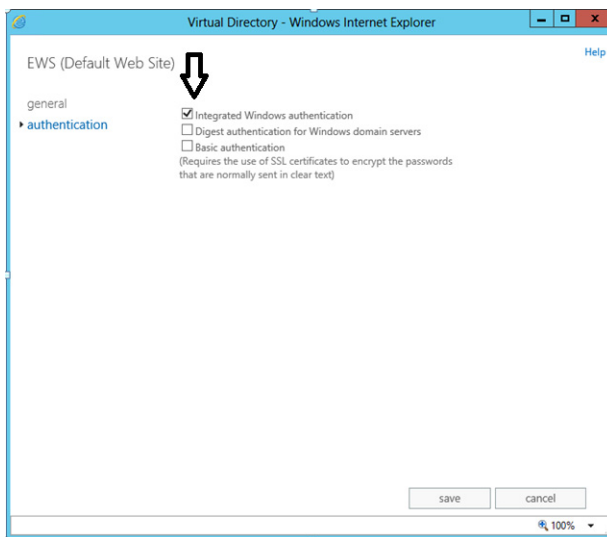 Virtual Directory - Windows Internet Explorer
Help
EWS (Default Web Site)
general
authentication
Integrated Windows authentication
Digest authentication for Windows domain servers
Basic authentication
(Requires the use of SSL certificates to encrypt the passwords
that are normally sent in clear text)
save
cancel
100%